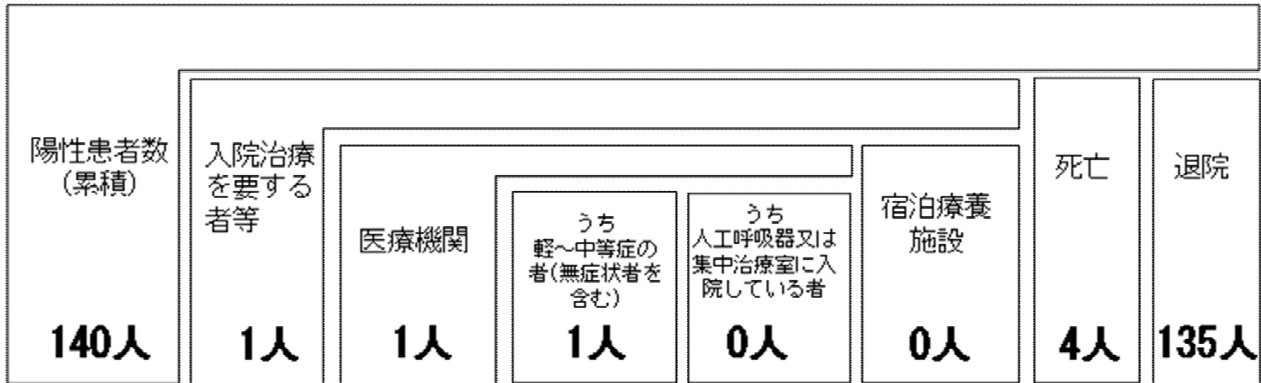 陽性患者数
(累積)
140人
入院治療
を要する
者等
1人
医療機関
1人
うち
軽～中等症の
者(無症状者を
含む)
1人
うち
人工呼吸器又は
集中治療室に入
院している者
0人
宿泊療養
施設
0人
死亡
4人
退院
135人